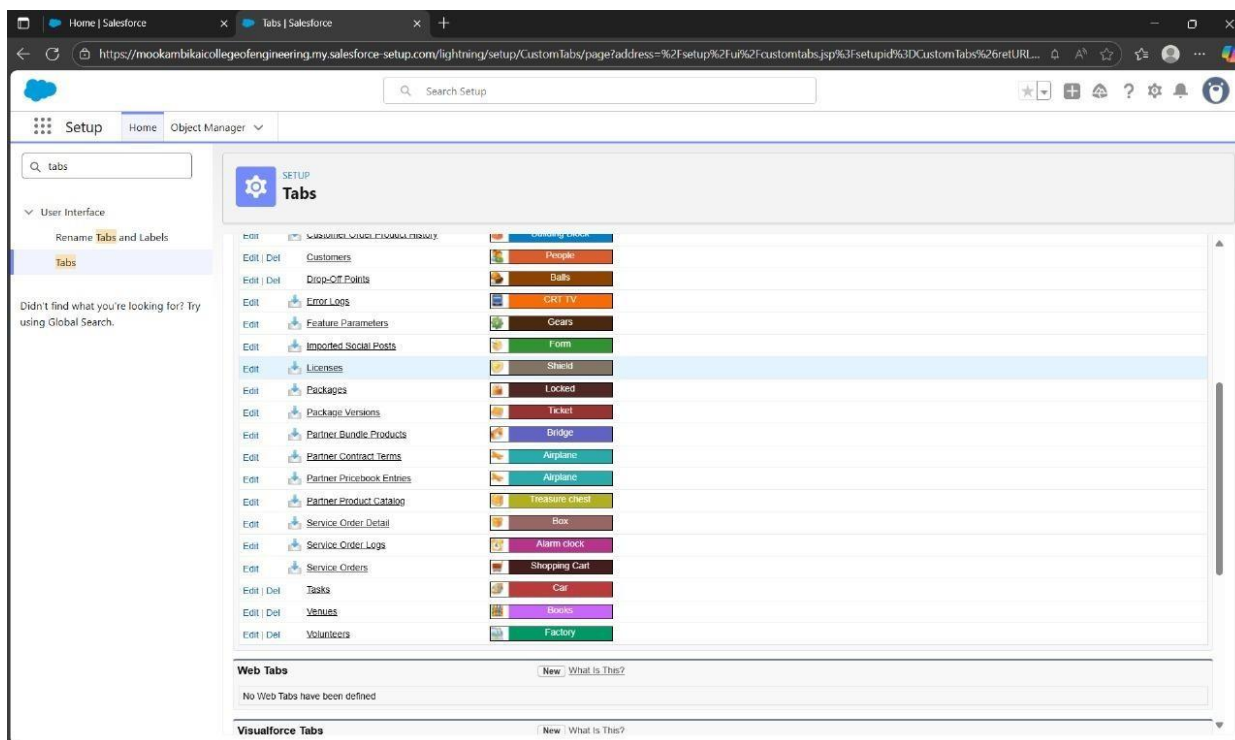 Home | Salesforce
Tabs | Salesforce
https://mookambikaicollegeofengineering.my.salesforce-setup.com/lightning/setup/CustomTabs/page?address=%2Fsetup%2Fui%2Fcustomtabs.jsp%3Fsetupid%3DCustomTabs%26retURL...
Search Setup
Setup Home Object Manager
tabs
SETUP
Tabs
User Interface
Rename Tabs and Labels
Tabs
Didn't find what you're looking for? Try
using Global Search.
Edit Customer Order Product History Building Block
Edit | Del Customers People
Edit | Del Drop-Off Points Balls
Edit Error Logs CRT TV
Edit Feature Parameters Gears
Edit Imported Social Posts Form
Edit Licenses Shield
Edit Packages Locked
Edit Package Versions Ticket
Edit Partner Bundle Products Bridge
Edit Partner Contract Terms Airplane
Edit Partner Pricebook Entries Airplane
Edit Partner Product Catalog Treasure chest
Edit Service Order Detail Box
Edit Service Order Logs Alarm clock
Edit Service Orders Shopping Cart
Edit | Del Tasks Car
Edit | Del Venues Books
Edit | Del Volunteers Factory
Web Tabs New What Is This?
No Web Tabs have been defined
Visualforce Tabs New What Is This?